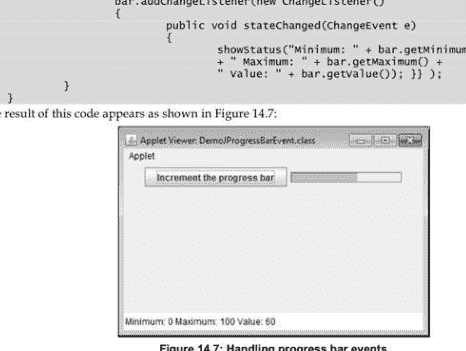 bar.addChangeListener(new ChangeListener()
{
public void stateChanged(ChangeEvent e)
{
showStatus("Minimum: " + bar.getMinimum
+ " Maximum: " + bar.getMaximum() +
" Value: " + bar.getValue()); }} );
}
}
result of this code appears as shown in Figure 14.7:
Applet Viewer: DemoJProgressBarEvent.class
Applet
Increment the progress bar
Minimum: 0 Maximum: 100 Value: 60
Figure 14.7: Handling progress bar events